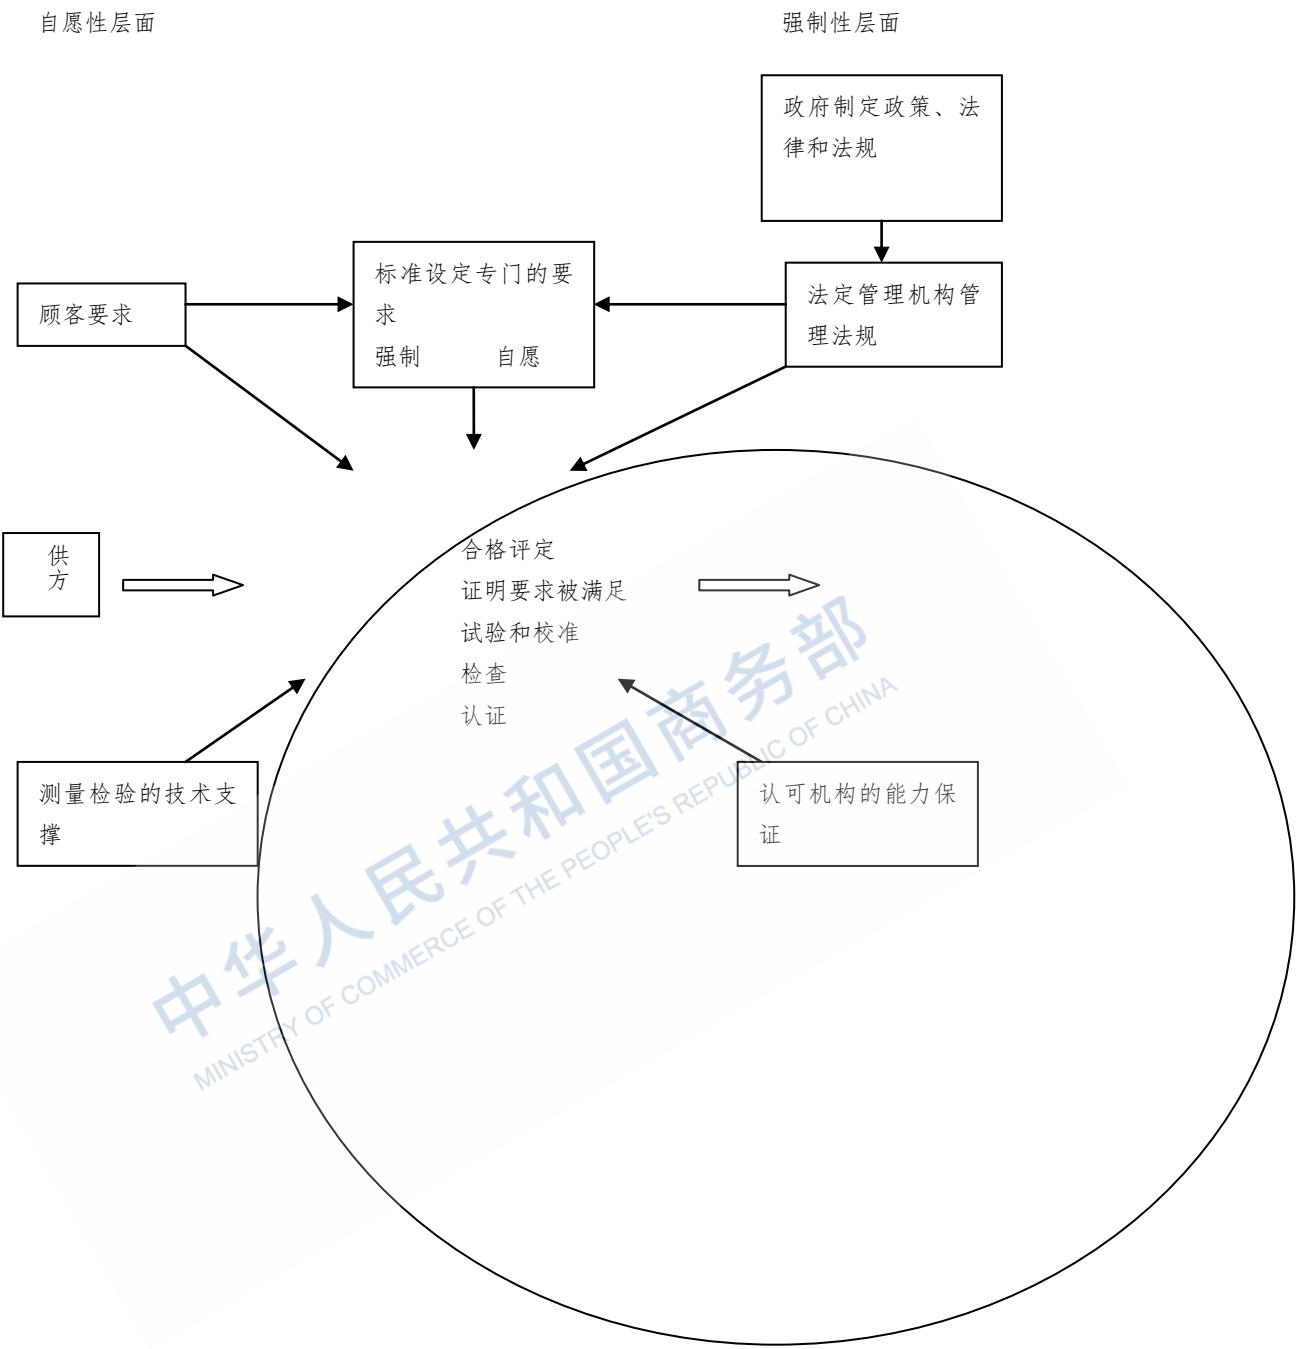 自愿性层面
强制性层面
政府制定政策、法
律和法规
标准设定专门的要
求
强制 自愿
顾客要求
法定管理机构管
理法规
供
方
合格评定
证明要求被满足
试验和校准
检查
认证
测量检验的技术支
撑
认可机构的能力保
证
中华人民共和国商务部
MINISTRY OF COMMERCE OF THE PEOPLE'S REPUBLIC OF CHINA